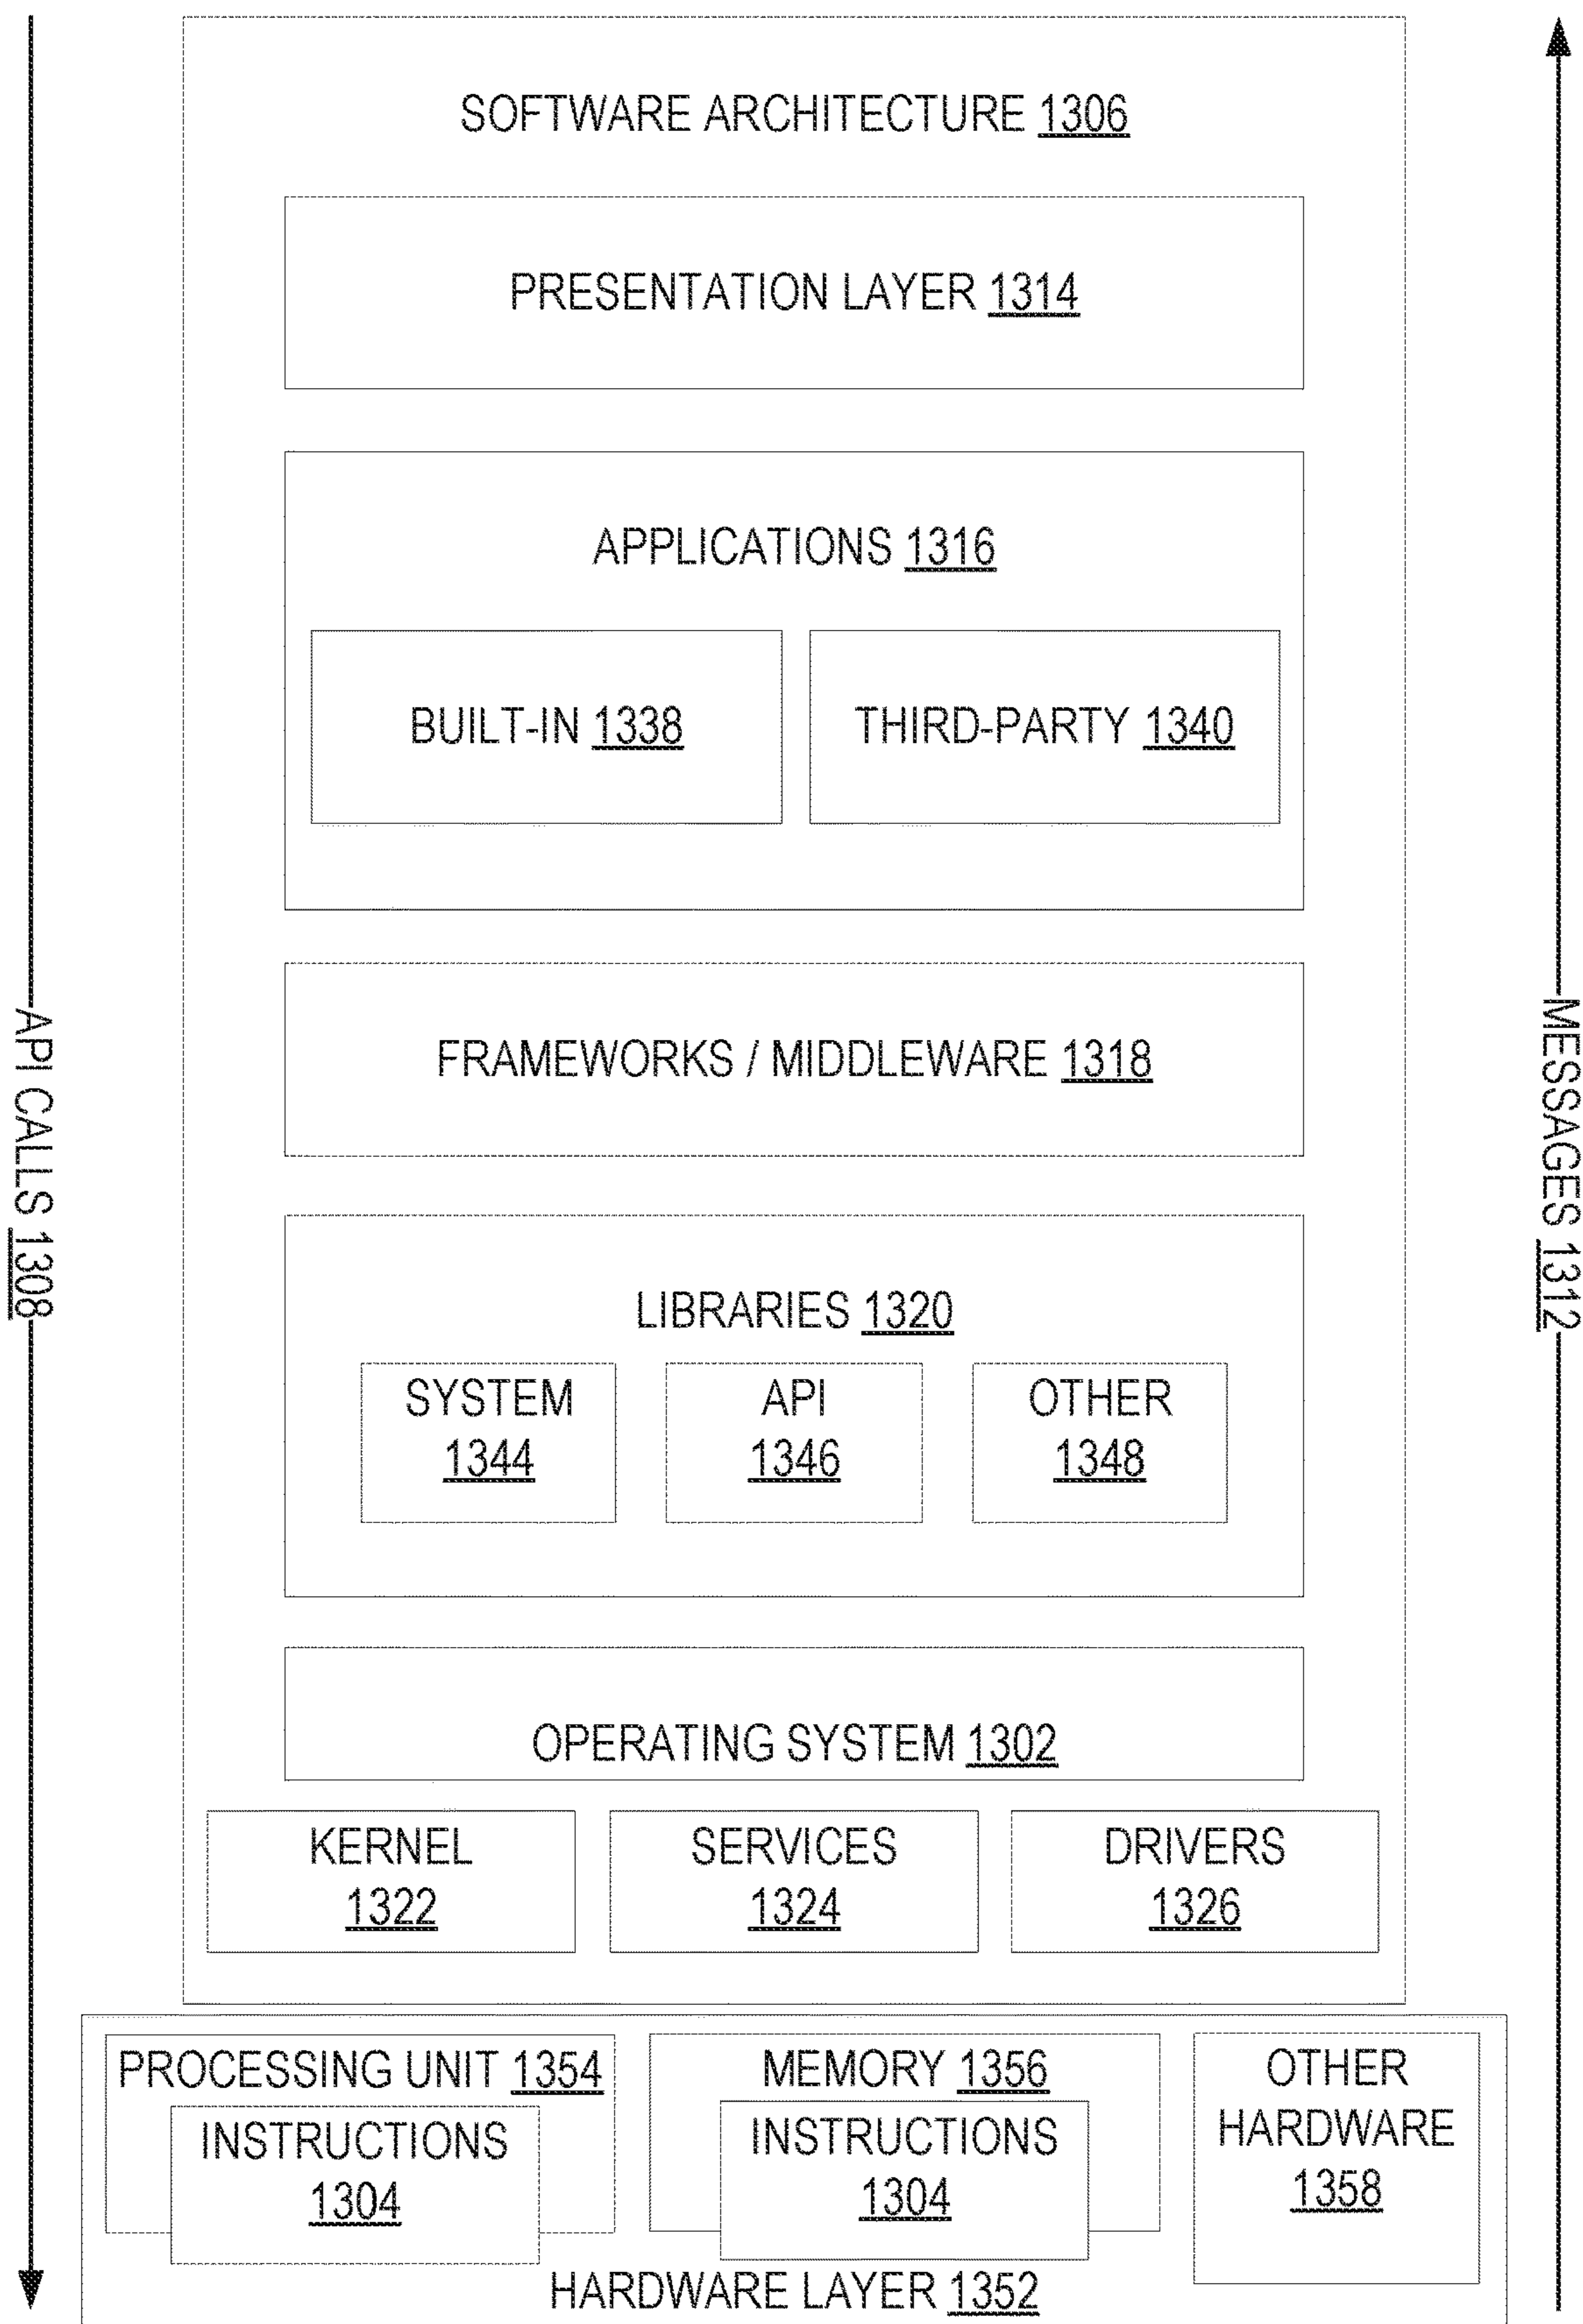 SOFTWARE ARCHITECTURE 1306
PRESENTATION LAYER 1314
APPLICATIONS 1316
BUILT-IN 1338
THIRD-PARTY 1340
FRAMEWORKS / MIDDLEWARE 1318
API CALLS 1308
MESSAGES 1312
LIBRARIES 1320
SYSTEM
1344
API
1346
OTHER
1348
OPERATING SYSTEM 1302
KERNEL
1322
SERVICES
1324
DRIVERS
1326
PROCESSING UNIT 1354
INSTRUCTIONS
1304
MEMORY 1356
INSTRUCTIONS
1304
OTHER
HARDWARE
1358
HARDWARE LAYER 1352